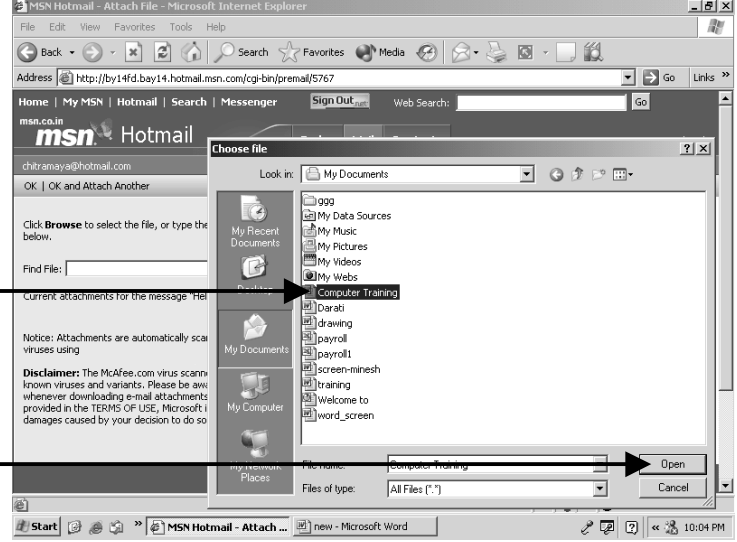 MSN Hotmail - Attach File - Microsoft Internet Explorer
File Edit View Favorites Tools Help
Back Search Favorites Media
Address http://by14fd.bay14.hotmail.msn.com/cgi-bin/premail/5767 Go Links »
Home | My MSN | Hotmail | Search | Messenger Sign Out .net Web Search: Go
msn.co.in
msn Hotmail
chitramaya@hotmail.com
OK | OK and Attach Another
Click Browse to select the file, or type the
below.
Find File:
Current attachments for the message "Hel
Notice: Attachments are automatically sca
viruses using
Disclaimer: The McAfee.com virus scann
known viruses and variants. Please be awa
whenever downloading e-mail attachments
provided in the TERMS OF USE, Microsoft i
damages caused by your decision to do so
Choose file ? X
Look in: My Documents
My Recent
Documents
Desktop
My Documents
My Computer
My Network
Places
ggg
My Data Sources
My Music
My Pictures
My Videos
My Webs
Computer Training
Darati
drawing
payroll
payroll1
screen-minesh
training
Welcome to
word_screen
File name: Computer Training Open
Files of type: All Files (*.*) Cancel
Start » MSN Hotmail - Attach ... new - Microsoft Word « 10:04 PM